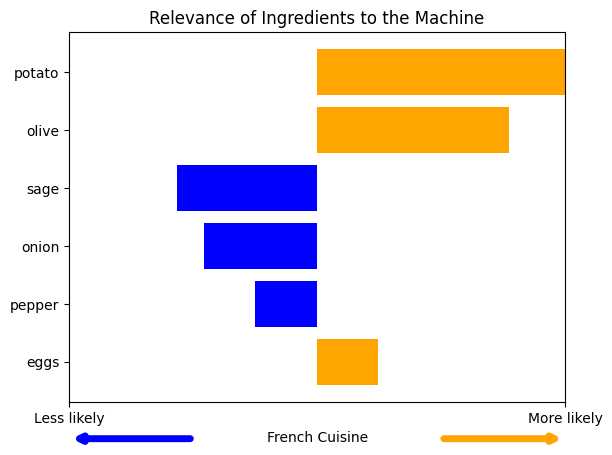 Relevance of Ingredients to the Machine
potato
olive
sage
onion
pepper
eggs
Less likely
More likely
French Cuisine